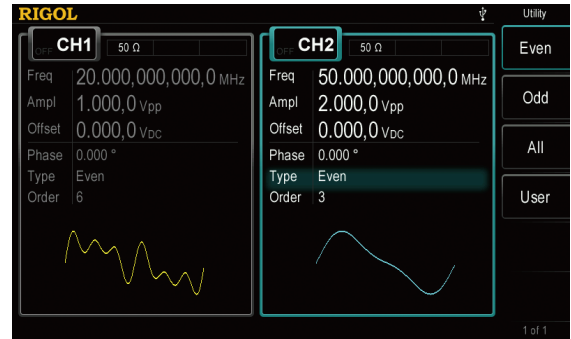 RIGOL
Utility
OFF CH1 50 Ω
Freq 20.000,000,000,0 MHz
Ampl 1.000,0 Vpp
Offset 0.000,0 VDC
Phase 0.000 °
Type Even
Order 6
OFF CH2 50 Ω
Freq 50.000,000,000,0 MHz
Ampl 2.000,0 Vpp
Offset 0.000,0 VDC
Phase 0.000 °
Type Even
Order 3
Even
Odd
All
User
1 of 1